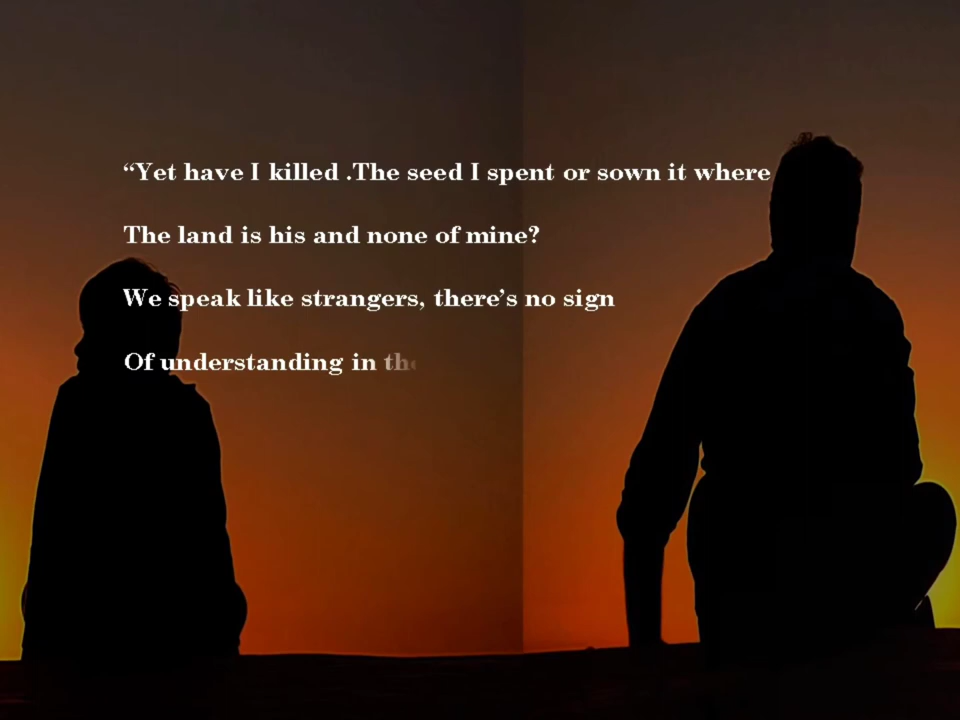 “Yet have I killed .The seed I spent or sown it where
The land is his and none of mine?
We speak like strangers, there’s no sign
Of understanding in the